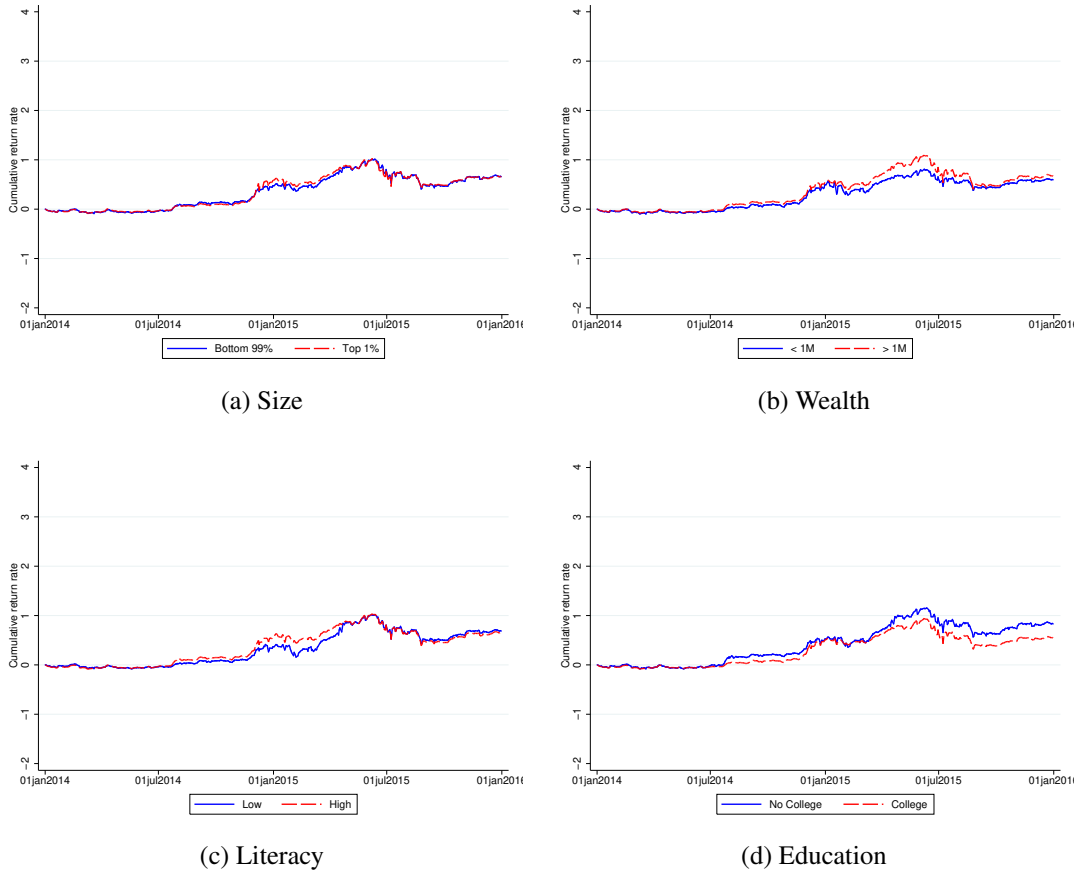 4
3
2
1
0
−1
−2
Cumulative return rate
01jan2014 01jul2014 01jan2015 01jul2015 01jan2016
Bottom 99% Top 1%
(a) Size
4
3
2
1
0
−1
−2
Cumulative return rate
01jan2014 01jul2014 01jan2015 01jul2015 01jan2016
< 1M > 1M
(b) Wealth
4
3
2
1
0
−1
−2
Cumulative return rate
01jan2014 01jul2014 01jan2015 01jul2015 01jan2016
Low High
(c) Literacy
4
3
2
1
0
−1
−2
Cumulative return rate
01jan2014 01jul2014 01jan2015 01jul2015 01jan2016
No College College
(d) Education